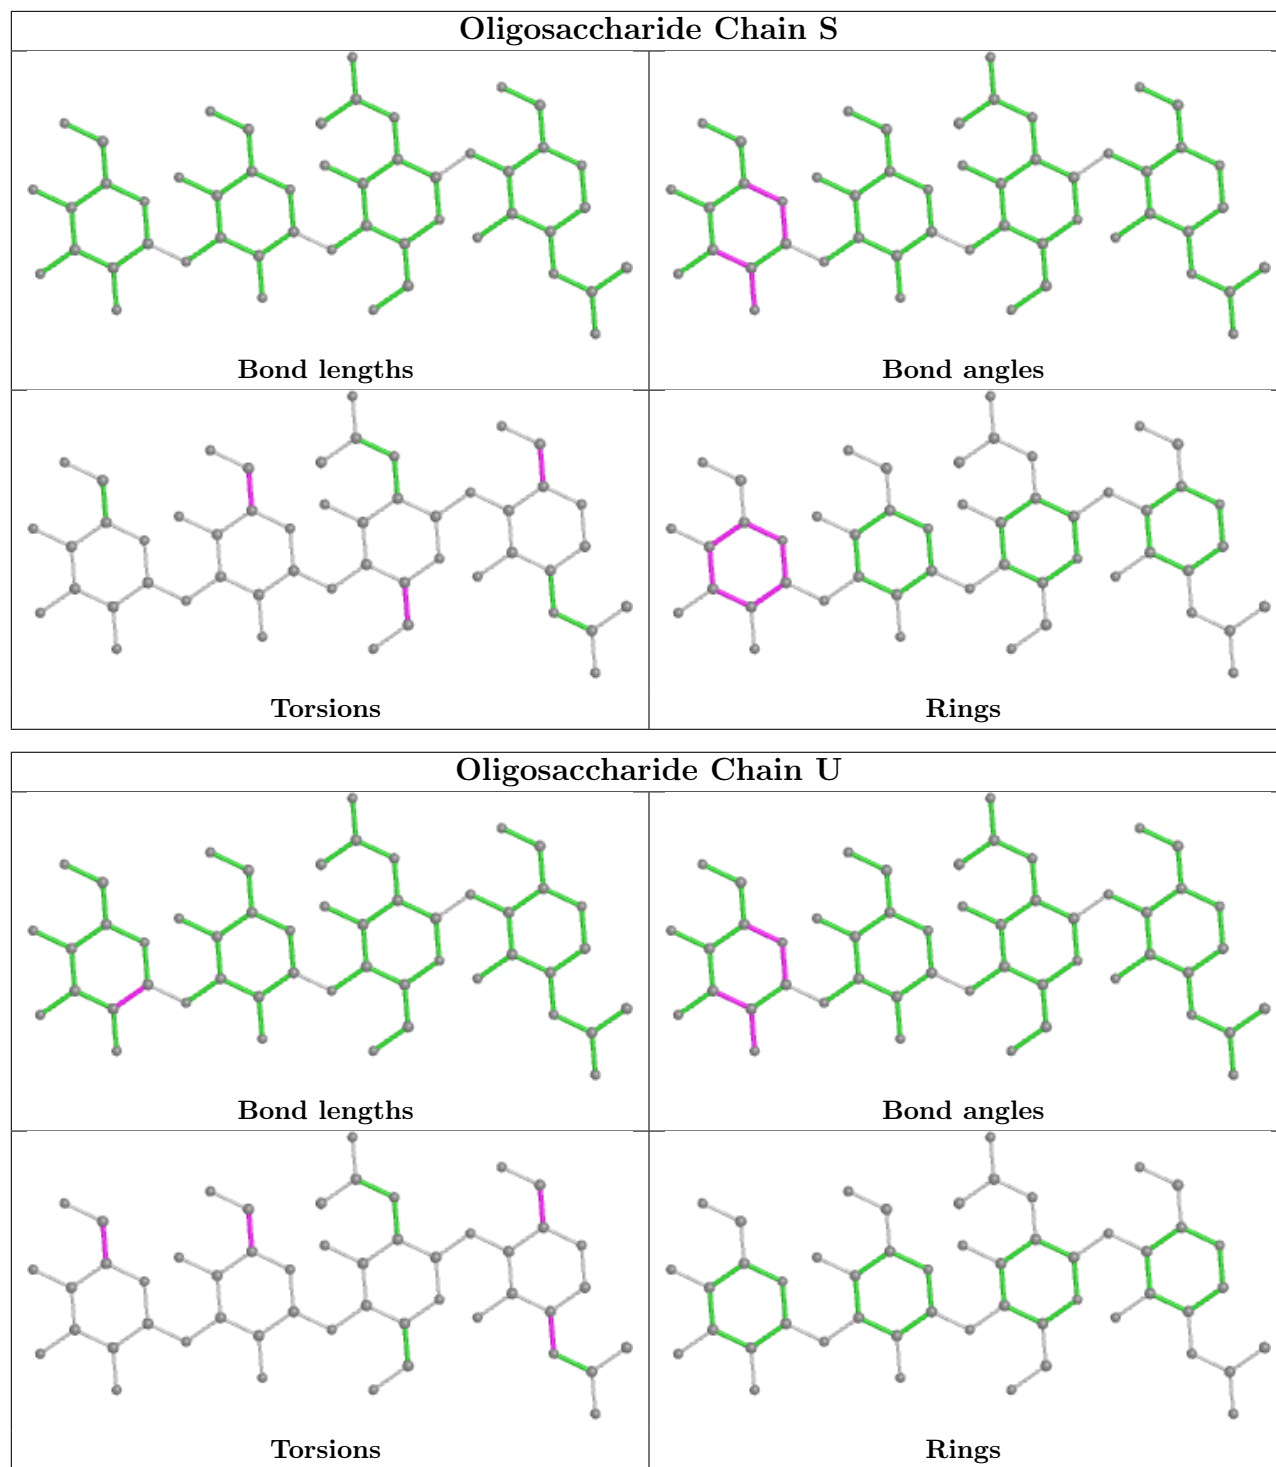 Oligosaccharide Chain S
Bond lengths
Bond angles
Torsions
Rings
Oligosaccharide Chain U
Bond lengths
Bond angles
Torsions
Rings